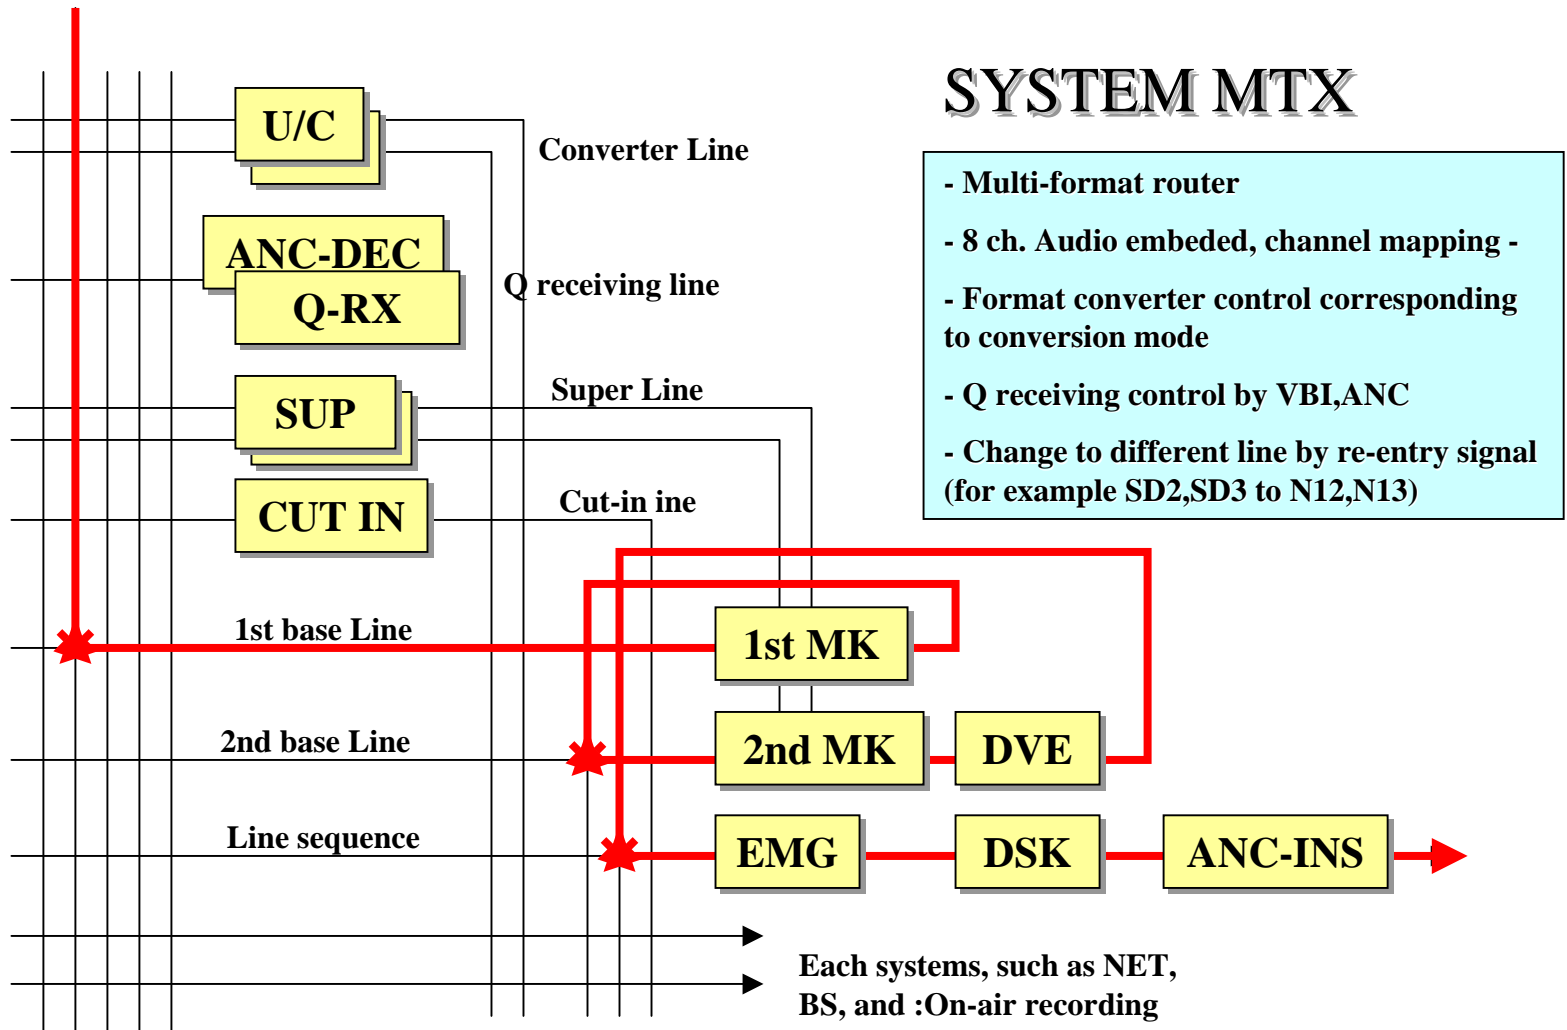 SYSTEM MTX
U/C
Converter Line
- Multi-format router
- 8 ch. Audio embeded, channel mapping -
- Format converter control corresponding
to conversion mode
- Q receiving control by VBI,ANC
- Change to different line by re-entry signal
(for example SD2,SD3 to N12,N13)
ANC-DEC
Q-RX
Q receiving line
SUP
Super Line
CUT IN
Cut-in ine
1st base Line
1st MK
2nd base Line
2nd MK
DVE
Line sequence
EMG
DSK
ANC-INS
Each systems, such as NET,
BS, and :On-air recording